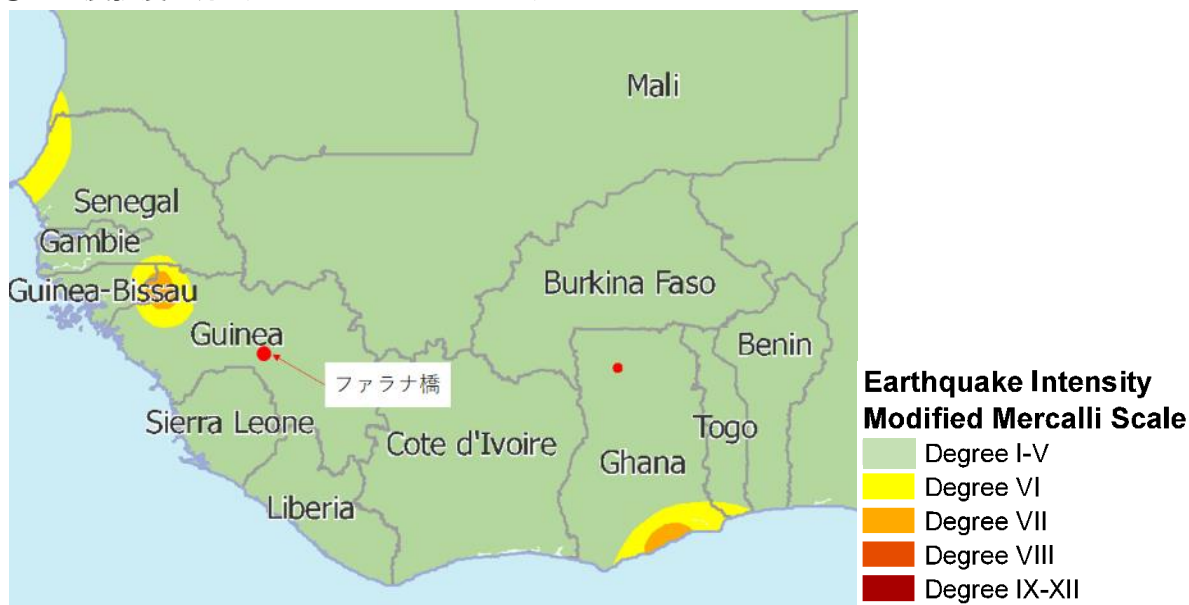 Mali
Senegal
Gambie
Guinea-Bissau
Burkina Faso
Guinea
Benin
ファラナ橋
Sierra Leone
Togo
Cote d'Ivoire
Ghana
Liberia
Earthquake Intensity
Modified Mercalli Scale
Degree I-V
Degree VI
Degree VII
Degree VIII
Degree IX-XII